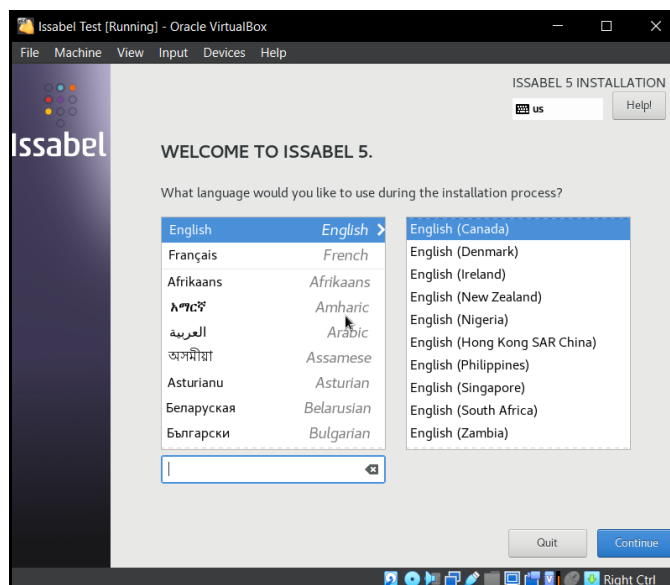 Issabel Test [Running] - Oracle VirtualBox
File Machine View Input Devices Help
ISSABEL 5 INSTALLATION
us
Help!
Issabel
WELCOME TO ISSABEL 5.
What language would you like to use during the installation process?
English English
Français French
Afrikaans Afrikaans
አማርኛ Amharic
العربية Arabic
অসমীয়া Assamese
Asturianu Asturian
Беларуская Belarusian
Български Bulgarian
English (Canada)
English (Denmark)
English (Ireland)
English (New Zealand)
English (Nigeria)
English (Hong Kong SAR China)
English (Philippines)
English (Singapore)
English (South Africa)
English (Zambia)
Quit
Continue
Right Ctrl